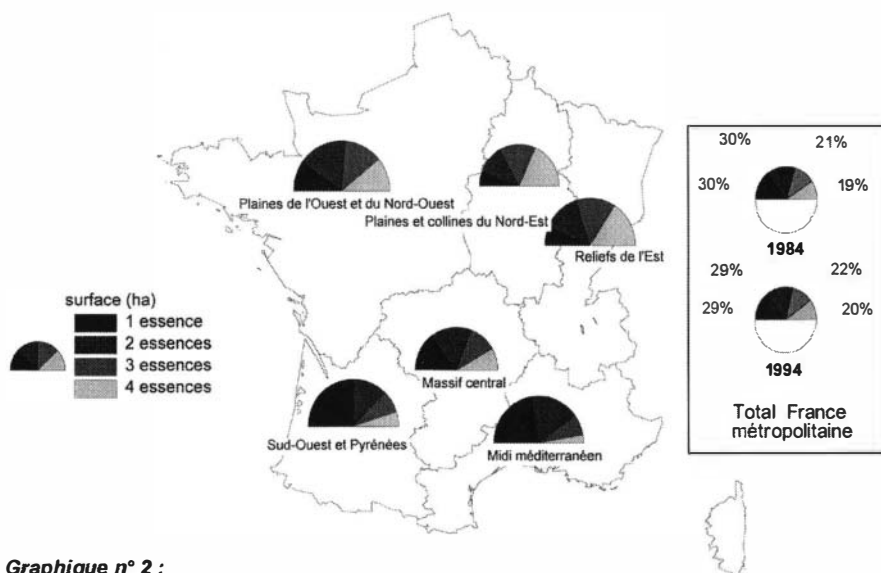 30%
21%
30%
19%
1984
29%
22%
29%
20%
1994
Total France
métropolitaine
Plaines de l'Ouest et du Nord-Ouest
Plaines et collines du Nord-Est
Reliefs de l'Est
surface (ha)
1 essence
2 essences
3 essences
4 essences
Massif central
Sud-Ouest et Pyrénées
Midi méditerranéen
Graphique n° 2 :